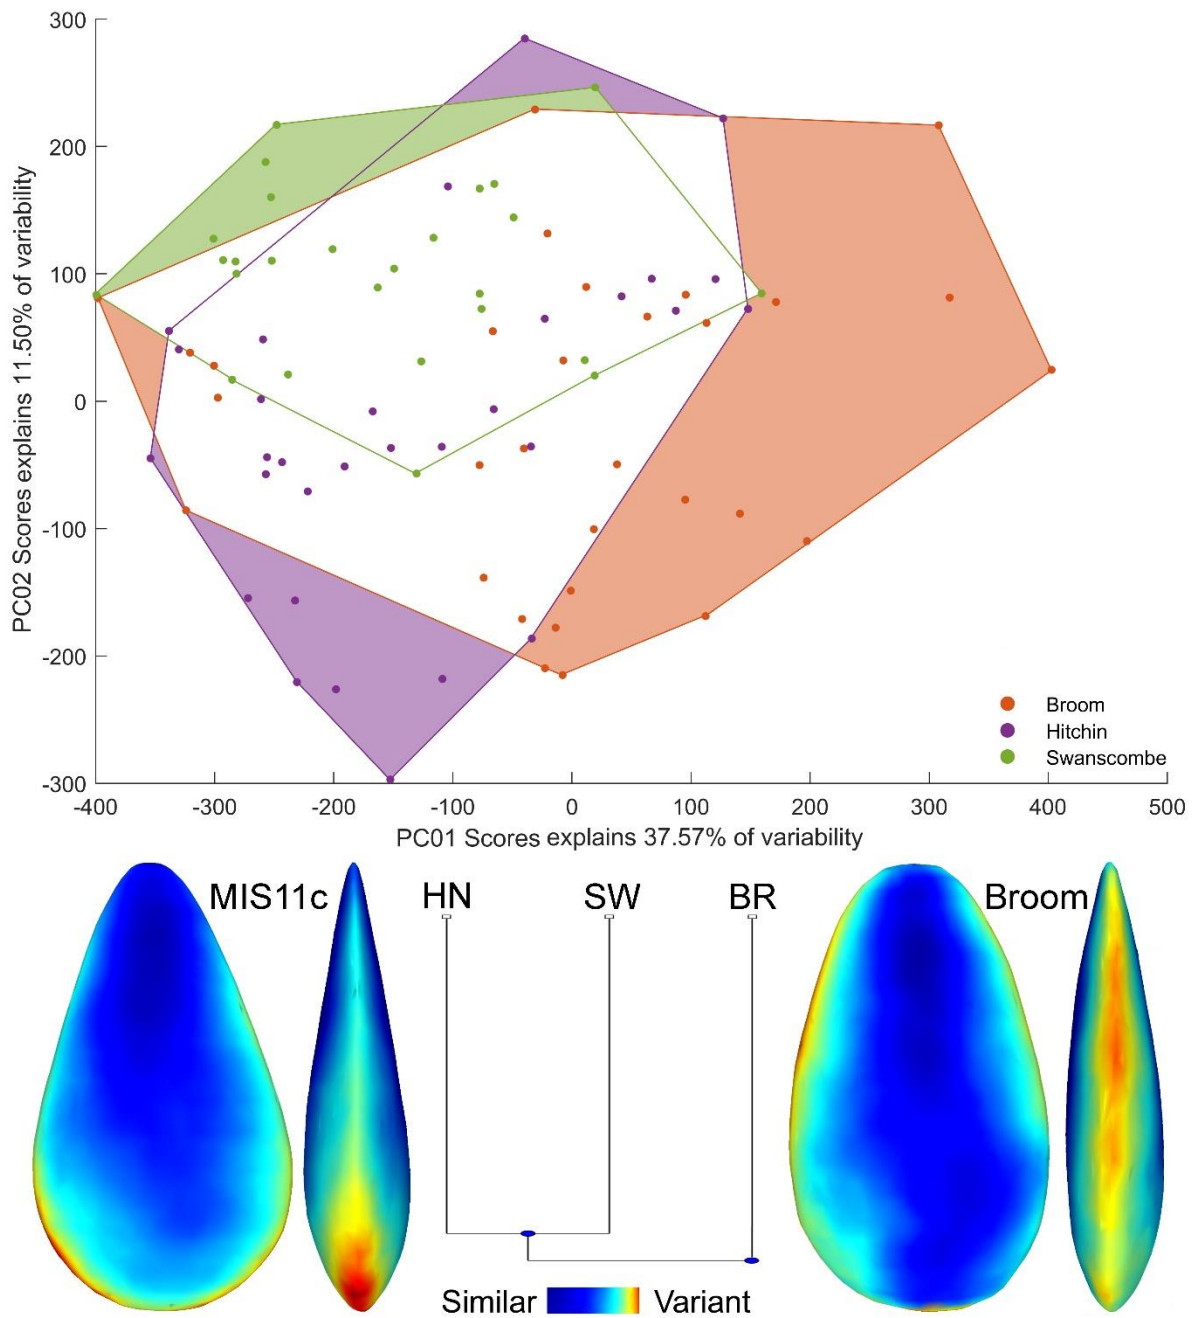 300
200
100
0
-100
-200
-300
PC02 Scores explains 11.50% of variability
Broom
Hitchin
Swanscombe
-400 -300 -200 -100 0 100 200 300 400 500
PC01 Scores explains 37.57% of variability
MIS11c HN SW BR Broom
Similar Variant